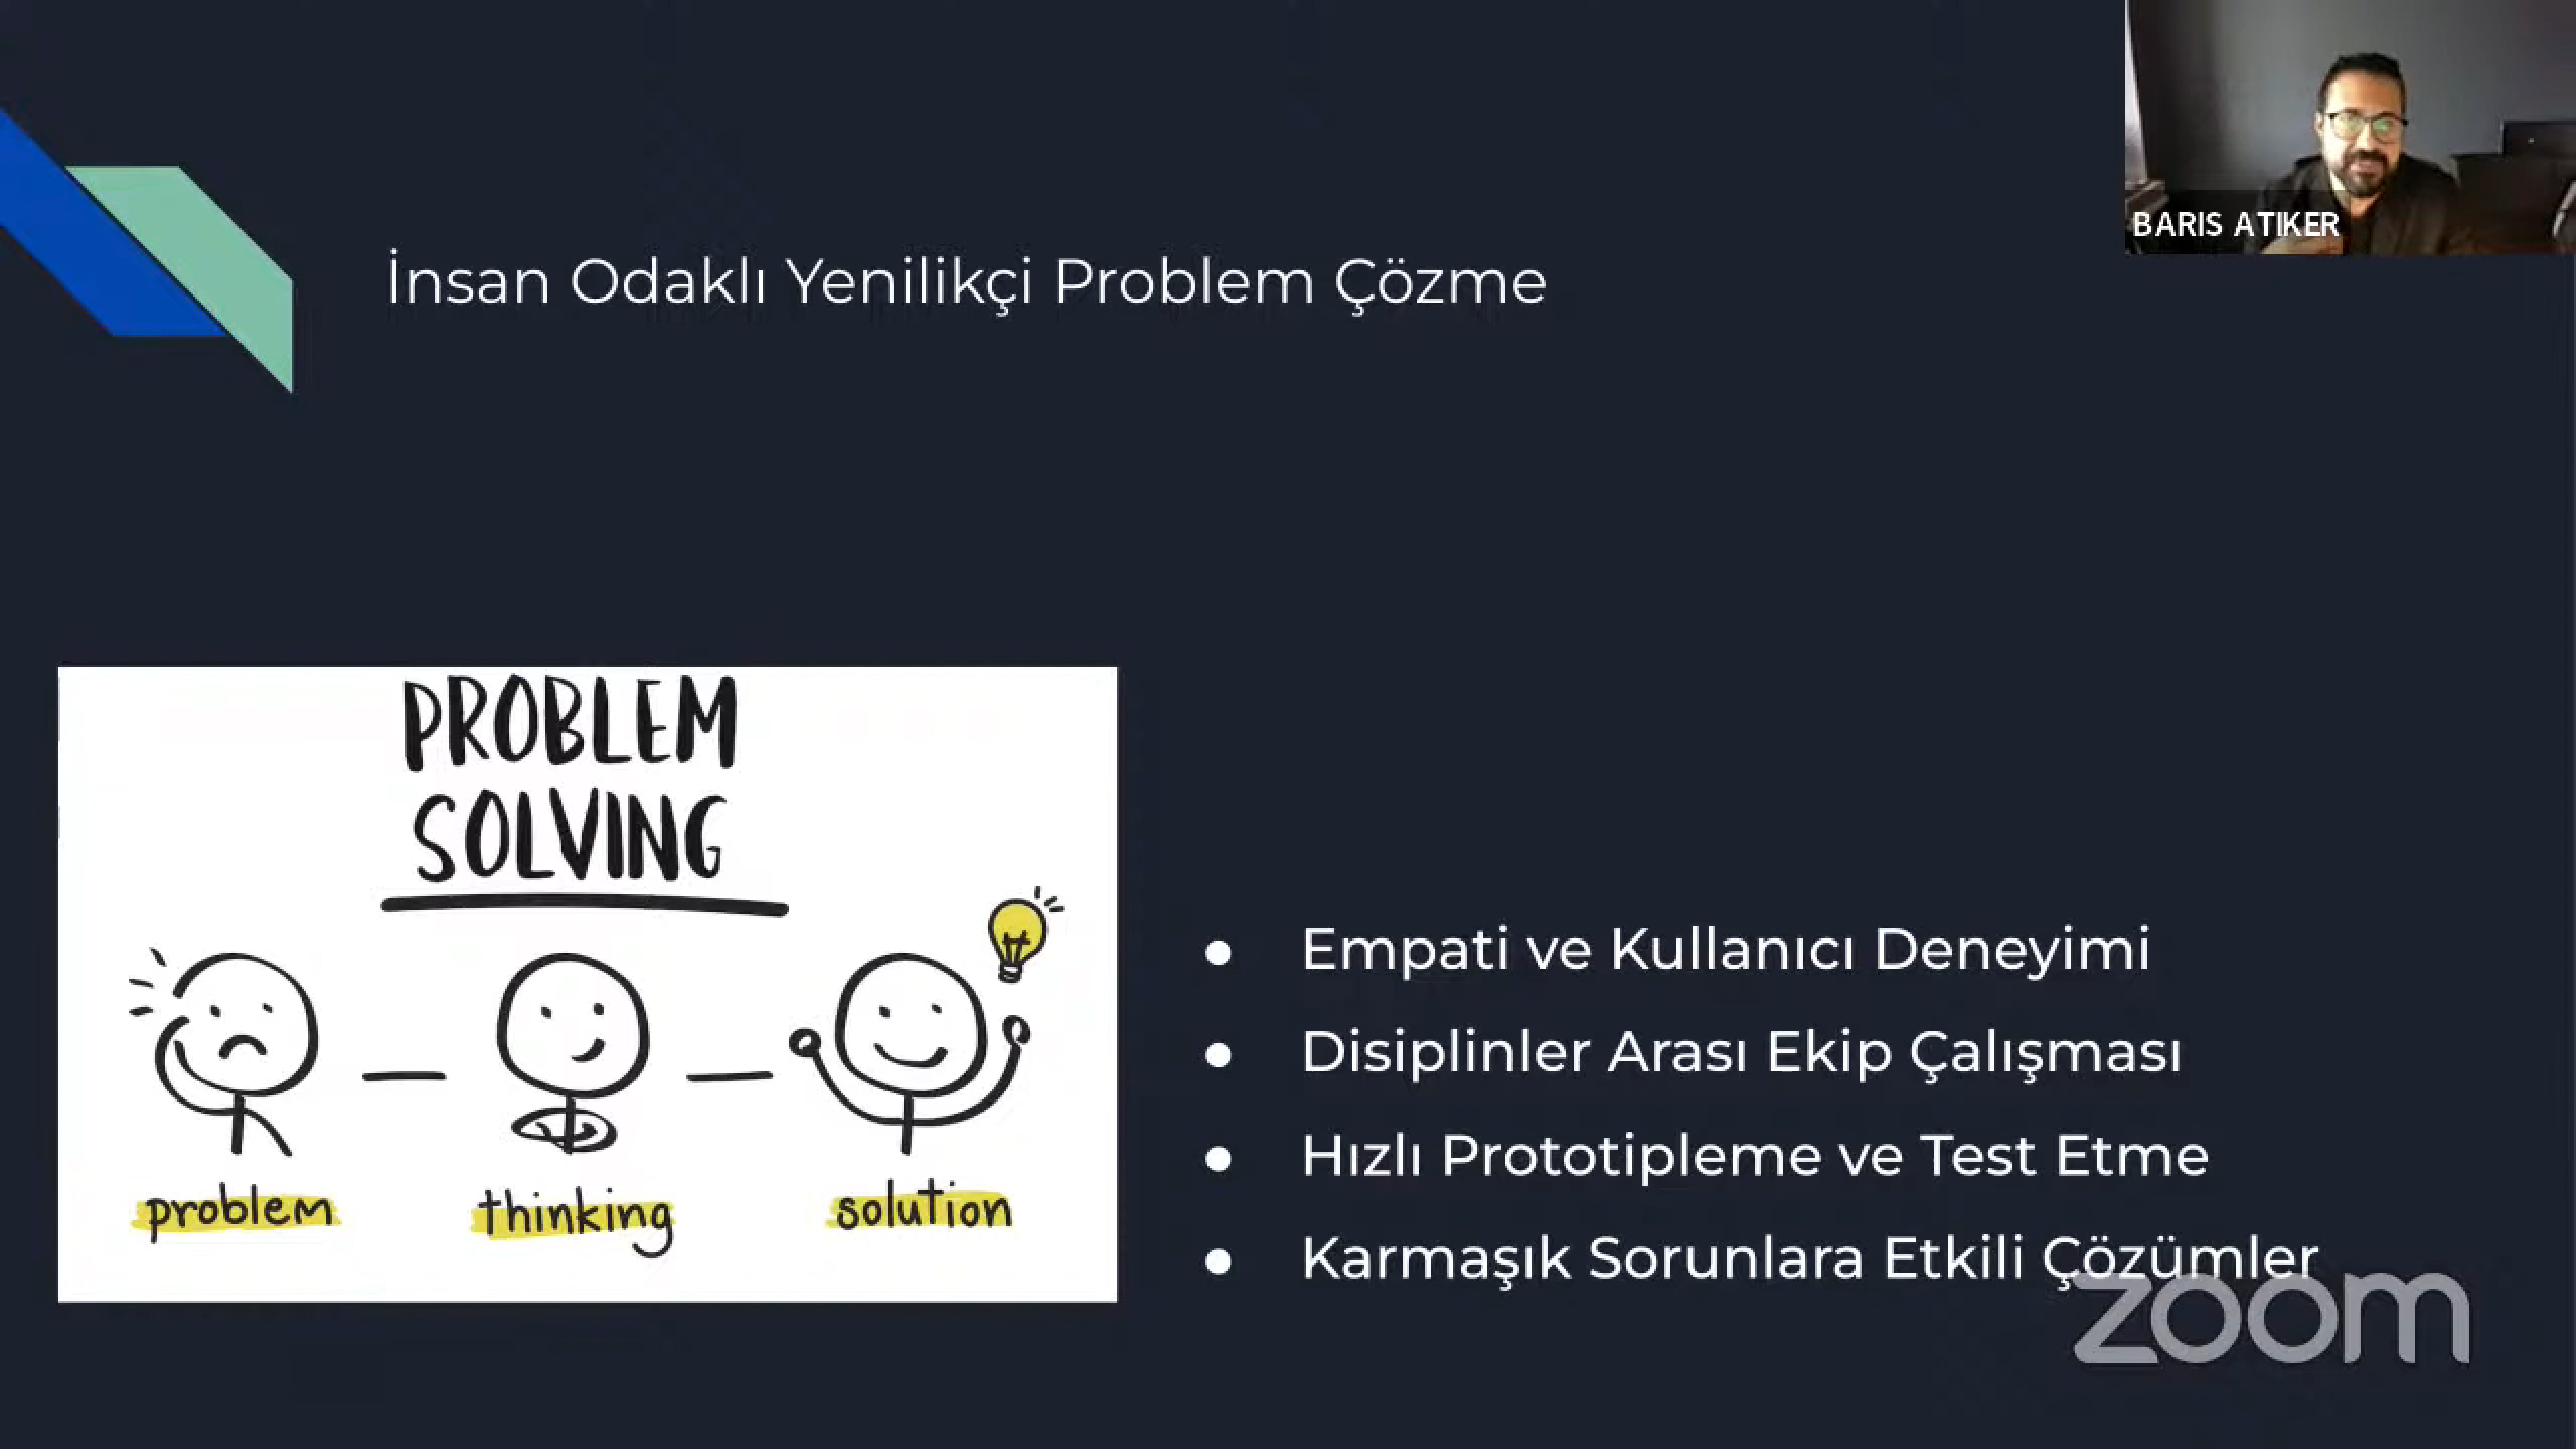 BARIS ATIKER
İnsan Odaklı Yenilikçi Problem Çözme
PROBLEM
SOLVING
problem
thinking
solution
● Empati ve Kullanıcı Deneyimi
● Disiplinler Arası Ekip Çalışması
● Hızlı Prototipleme ve Test Etme
● Karmaşık Sorunlara Etkili Çözümler
zoom